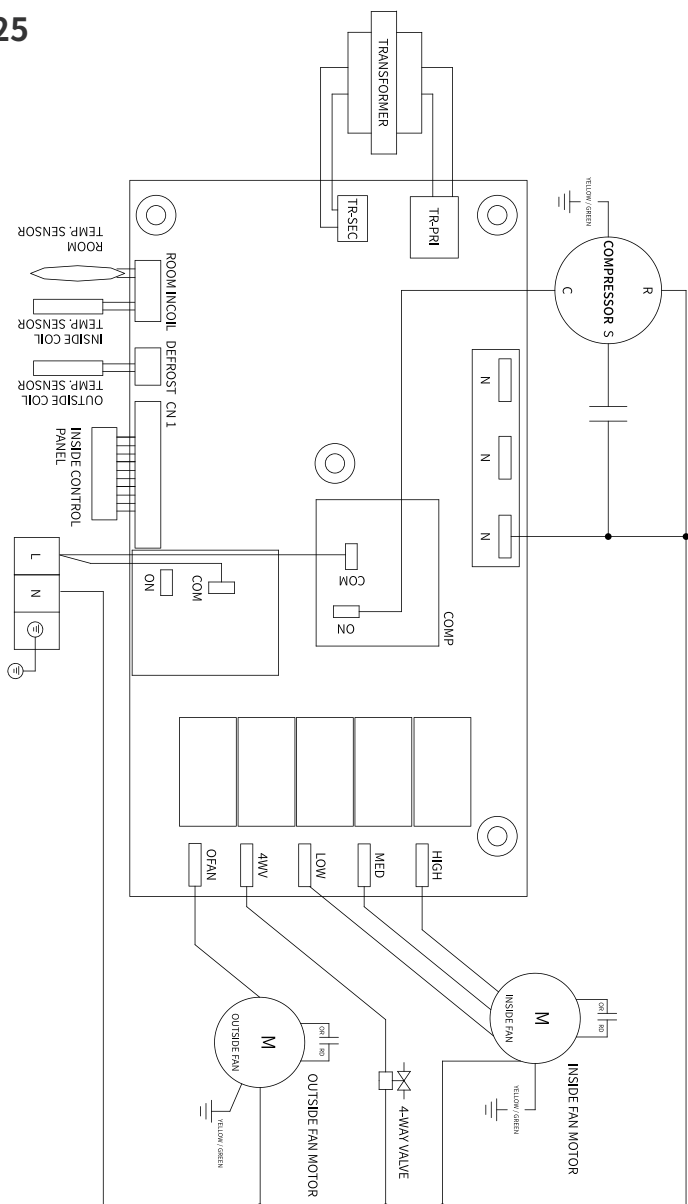 25
TRANSFORMER
TR-SEC
TR-PRI
YELLOW / GREEN
COMPRESSOR
R
C
S
ROOM
TEMP. SENSOR
INSIDE COIL
TEMP. SENSOR
OUTSIDE COIL
TEMP. SENSOR
INSIDE CONTROL
PANEL
ROOM INCOIL
DEFROST
CN 1
N
N
N
L
N
COM
ON
COM
ON
COMP
OFAN
4WV
LOW
MED
HIGH
M
INSIDE FAN
OR
RD
YELLOW / GREEN
INSIDE FAN MOTOR
M
OUTSIDE FAN
OR
RD
YELLOW / GREEN
OUTSIDE FAN MOTOR
4-WAY VALVE